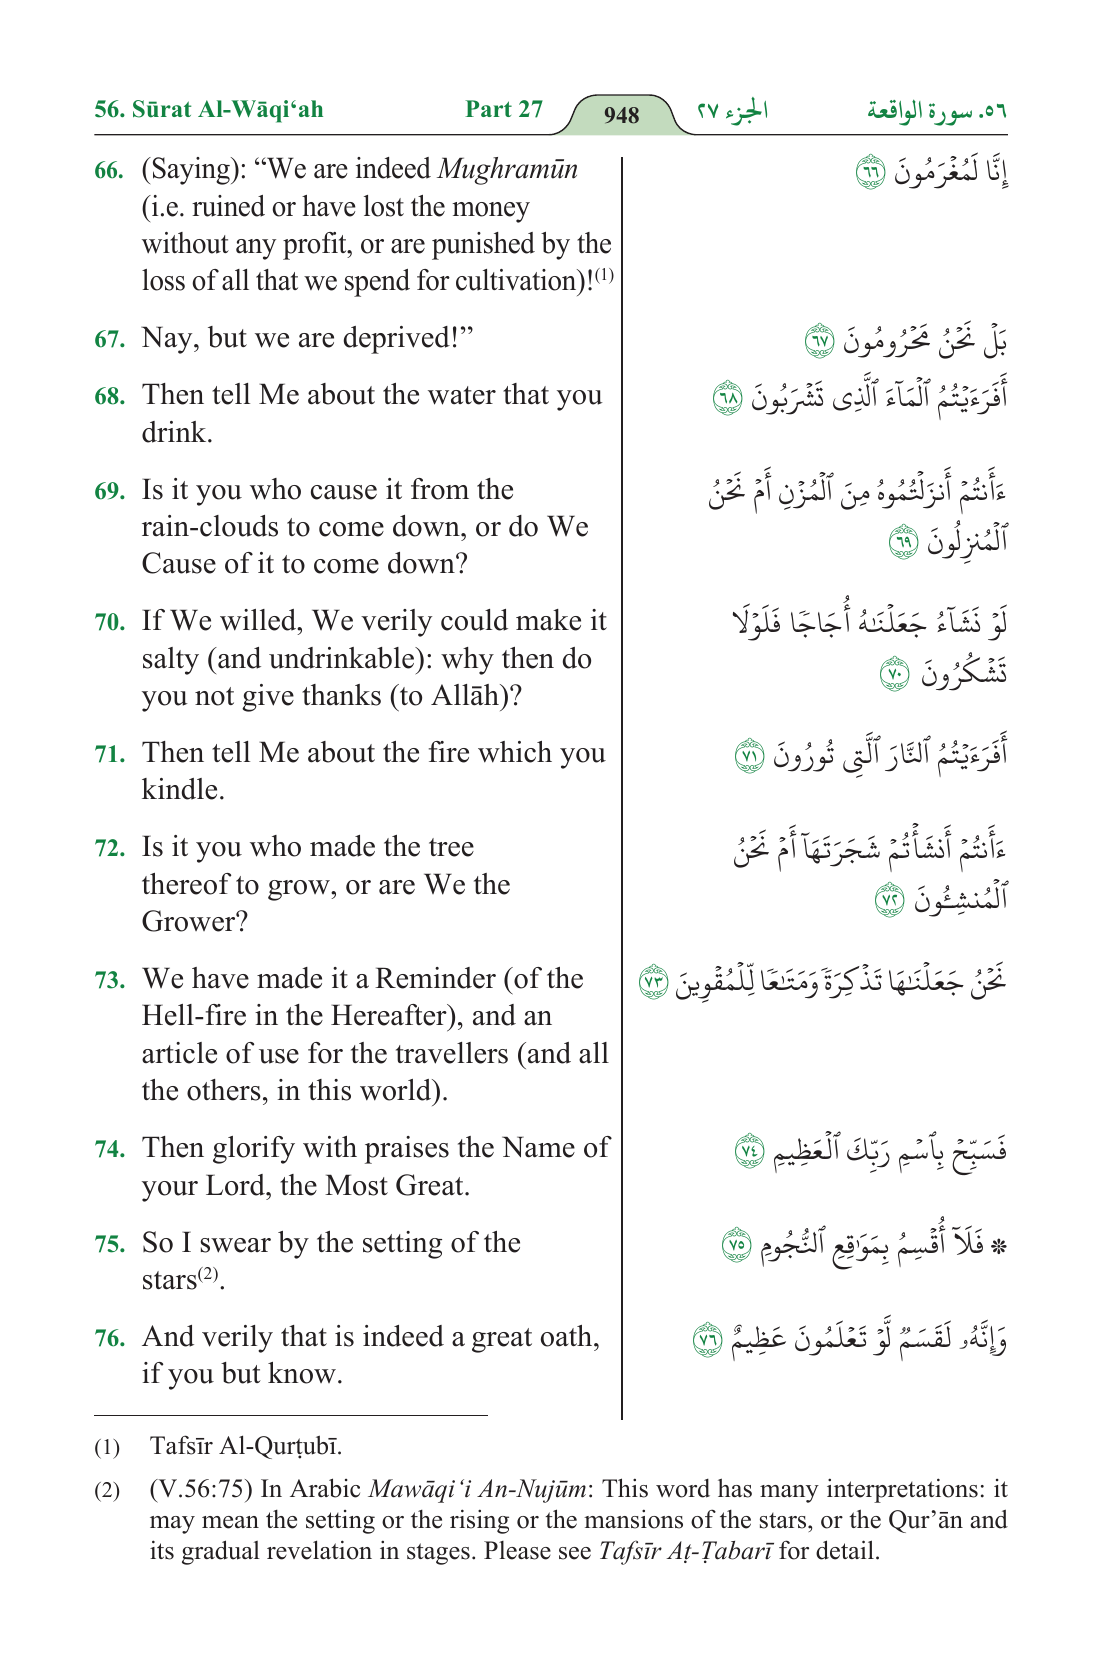 56. Sūrat Al-Wāqi‘ah Part 27 948 الجزء ٢٧ ٥٦. سورة الواقعة
66. (Saying): “We are indeed Mughramūn
(i.e. ruined or have lost the money
without any profit, or are punished by the
loss of all that we spend for cultivation)!(1)
67. Nay, but we are deprived!”
68. Then tell Me about the water that you
drink.
69. Is it you who cause it from the
rain-clouds to come down, or do We
Cause of it to come down?
70. If We willed, We verily could make it
salty (and undrinkable): why then do
you not give thanks (to Allāh)?
71. Then tell Me about the fire which you
kindle.
72. Is it you who made the tree
thereof to grow, or are We the
Grower?
73. We have made it a Reminder (of the
Hell-fire in the Hereafter), and an
article of use for the travellers (and all
the others, in this world).
74. Then glorify with praises the Name of
your Lord, the Most Great.
75. So I swear by the setting of the
stars(2).
76. And verily that is indeed a great oath,
if you but know.
إِنَّا لَمُغْرَمُونَ ٦٦
بَلْ نَحْنُ مَحْرُومُونَ ٦٧
أَفَرَءَيْتُمُ ٱلْمَآءَ ٱلَّذِى تَشْرَبُونَ ٦٨
ءَأَنتُمْ أَنزَلْتُمُوهُ مِنَ ٱلْمُزْنِ أَمْ نَحْنُ
ٱلْمُنزِلُونَ ٦٩
لَوْ نَشَآءُ جَعَلْنَـٰهُ أُجَاجًا فَلَوْلَا
تَشْكُرُونَ ٧٠
أَفَرَءَيْتُمُ ٱلنَّارَ ٱلَّتِى تُورُونَ ٧١
ءَأَنتُمْ أَنشَأْتُمْ شَجَرَتَهَآ أَمْ نَحْنُ
ٱلْمُنشِـُٔونَ ٧٢
نَحْنُ جَعَلْنَـٰهَا تَذْكِرَةً وَمَتَـٰعًا لِّلْمُقْوِينَ ٧٣
فَسَبِّحْ بِٱسْمِ رَبِّكَ ٱلْعَظِيمِ ٧٤
۞ فَلَآ أُقْسِمُ بِمَوَٰقِعِ ٱلنُّجُومِ ٧٥
وَإِنَّهُۥ لَقَسَمٌ لَّوْ تَعْلَمُونَ عَظِيمٌ ٧٦
(1) Tafsīr Al-Qurṭubī.
(2) (V.56:75) In Arabic Mawāqi‘i An-Nujūm: This word has many interpretations: it
may mean the setting or the rising or the mansions of the stars, or the Qur’ān and
its gradual revelation in stages. Please see Tafsīr Aṭ-Ṭabarī for detail.